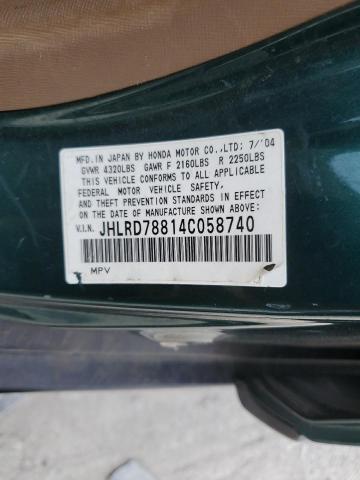 MFD.IN JAPAN BY HONDA MOTOR CO.,LTD; 7/'04
GVWR 4320LBS GAWR F 2160LBS R 2250LBS
THIS VEHICLE CONFORMS TO ALL APPLICABLE
FEDERAL MOTOR VEHICLE SAFETY,
AND THEFT PREVENTION STANDARDS IN EFFECT
ON THE DATE OF MANUFACTURE SHOWN ABOVE.
V.I.N. JHLRD78814C058740
MPV